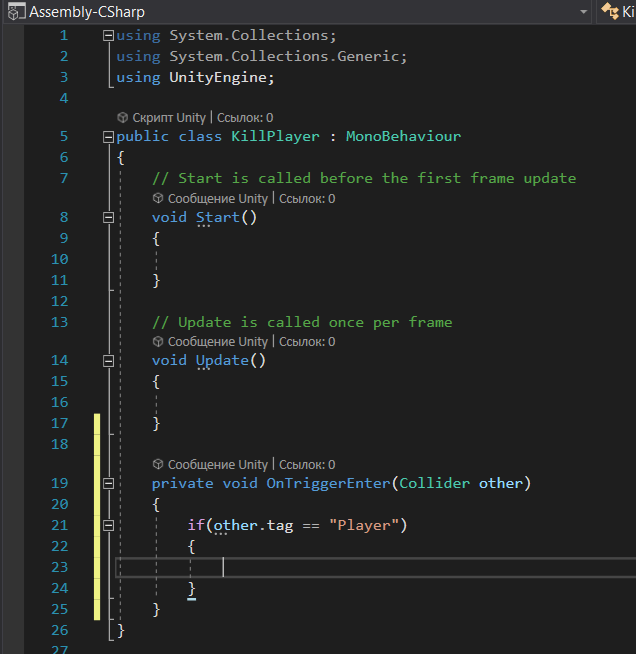 Assembly-CSharp Ki
1 using System.Collections;
2 using System.Collections.Generic;
3 using UnityEngine;
4
Скрипт Unity | Ссылок: 0
5 public class KillPlayer : MonoBehaviour
6 {
7 // Start is called before the first frame update
Сообщение Unity | Ссылок: 0
8 void Start()
9 {
10
11 }
12
13 // Update is called once per frame
Сообщение Unity | Ссылок: 0
14 void Update()
15 {
16
17 }
18
Сообщение Unity | Ссылок: 0
19 private void OnTriggerEnter(Collider other)
20 {
21 if(other.tag == "Player")
22 {
23
24 }
25 }
26 }
27